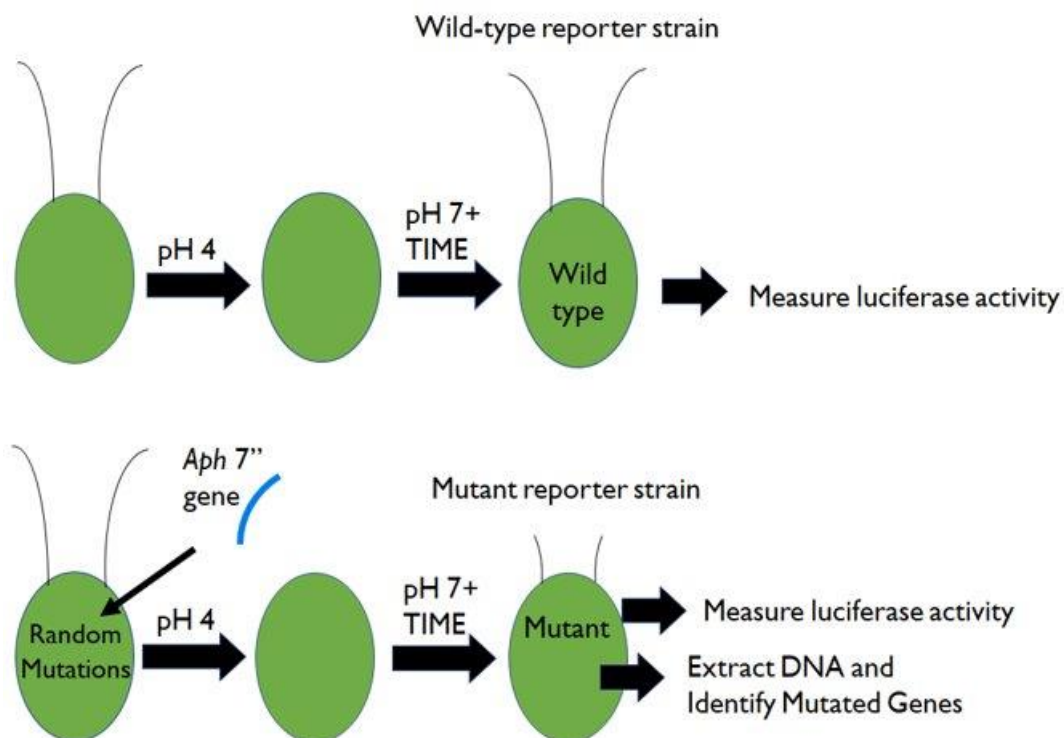 Wild-type reporter strain
pH 4
pH 7+
TIME
Wild
type
Measure luciferase activity
Aph 7”
gene
Mutant reporter strain
Random
Mutations
pH 4
pH 7+
TIME
Mutant
Measure luciferase activity
Extract DNA and
Identify Mutated Genes